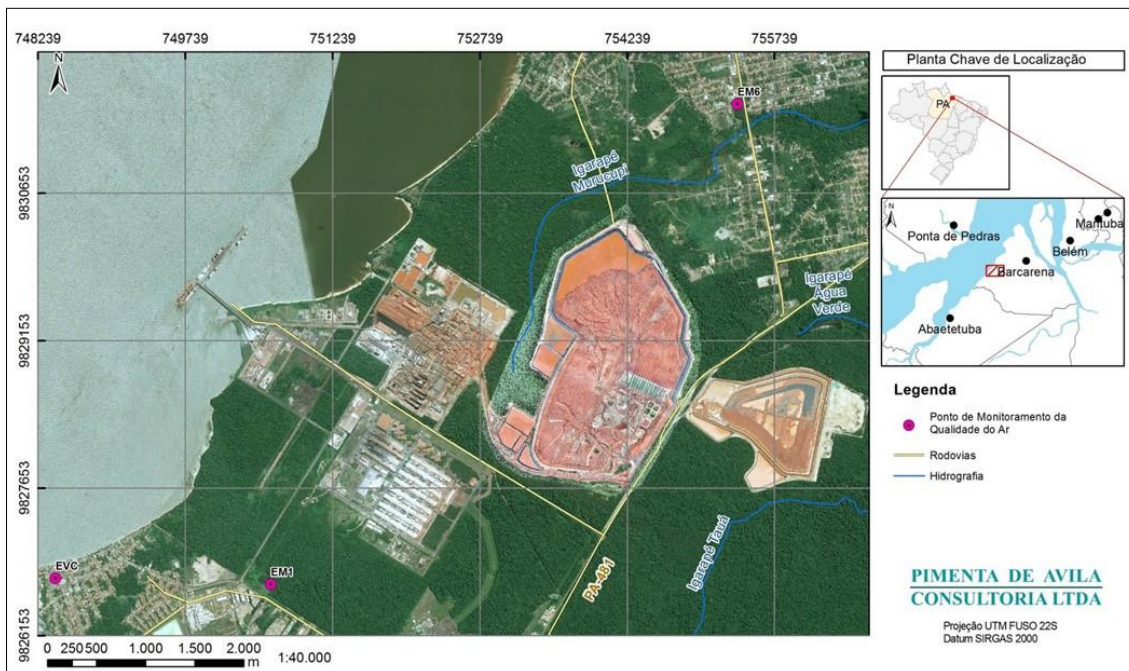 748239
749739
751239
752739
754239
755739
9830653
9829153
9827653
9826153
N
EM6
Igarapé
Murucupi
Igarapé
Água
Verde
Igarapé Tauá
PA-481
EVC
EM1
0 250 500 1.000 1.500 2.000
m
1:40.000
Planta Chave de Localização
PA
N
Ponta de Pedras
Marituba
Belém
Barcarena
Abaetetuba
Legenda
Ponto de Monitoramento da
Qualidade do Ar
Rodovias
Hidrografia
PIMENTA DE AVILA
CONSULTORIA LTDA
Projeção UTM FUSO 22S
Datum SIRGAS 2000